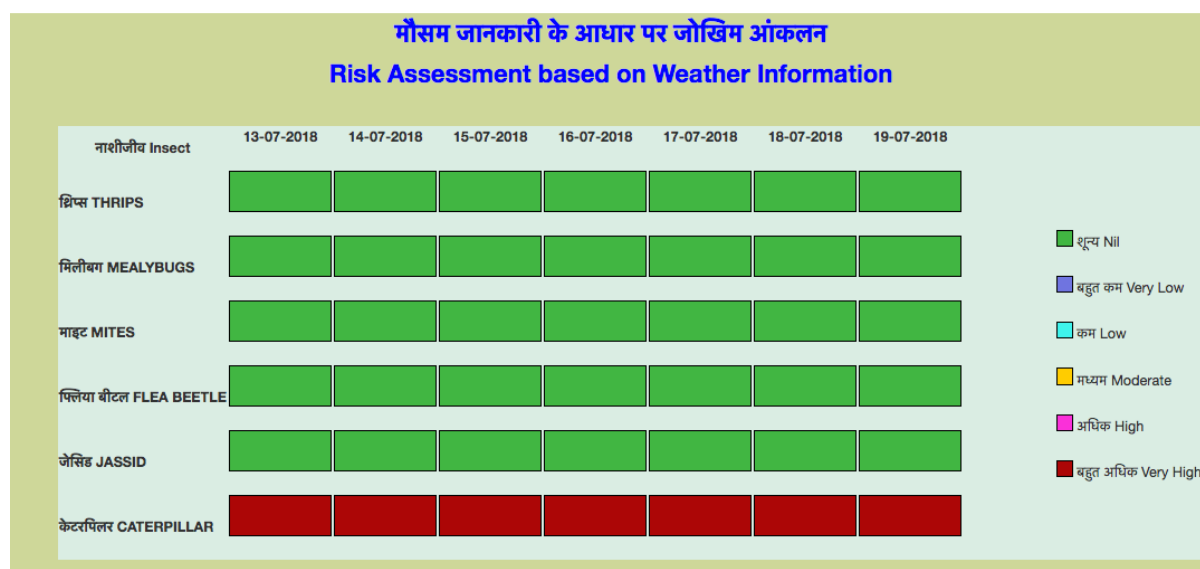 मौसम जानकारी के आधार पर जोखिम आंकलन
Risk Assessment based on Weather Information
नाशीजीव Insect 13-07-2018 14-07-2018 15-07-2018 16-07-2018 17-07-2018 18-07-2018 19-07-2018
थ्रिप्स THRIPS
मिलीबग MEALYBUGS
माइट MITES
फ्लिया बीटल FLEA BEETLE
जेसिड JASSID
केटरपिलर CATERPILLAR
शून्य Nil
बहुत कम Very Low
कम Low
मध्यम Moderate
अधिक High
बहुत अधिक Very High